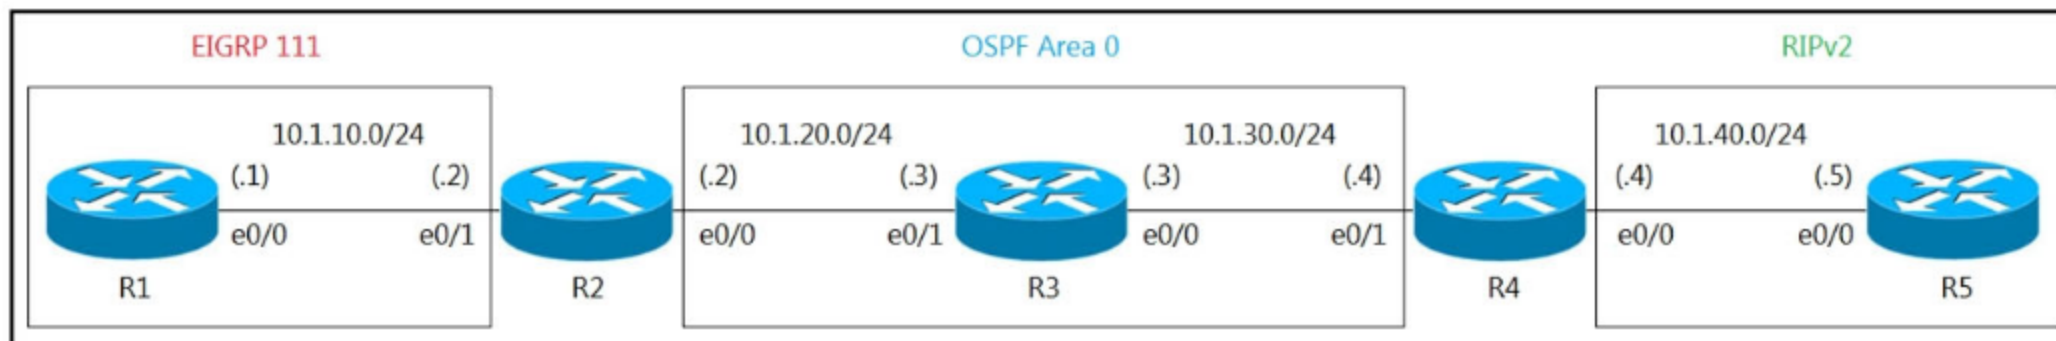 EIGRP 111
OSPF Area 0
RIPv2
10.1.10.0/24
10.1.20.0/24
10.1.30.0/24
10.1.40.0/24
(.1)
(.2)
(.2)
(.3)
(.3)
(.4)
(.4)
(.5)
e0/0
e0/1
e0/0
e0/1
e0/0
e0/1
e0/0
e0/0
R1
R2
R3
R4
R5